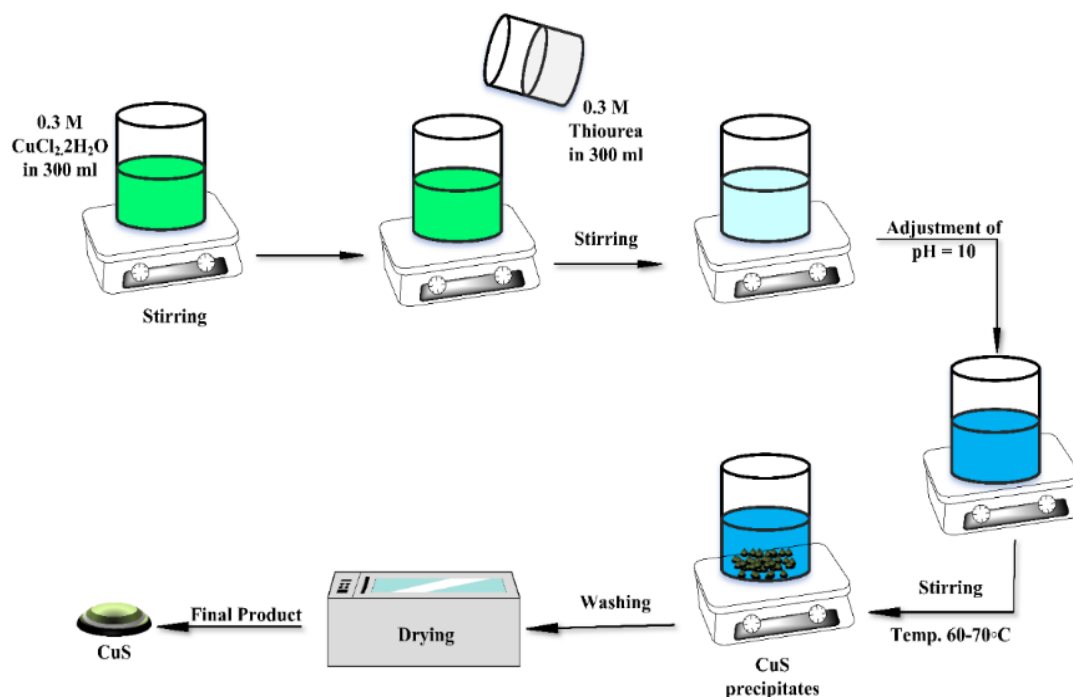 0.3 M
CuCl₂.2H₂O
in 300 ml
Stirring
0.3 M
Thiourea
in 300 ml
Stirring
Adjustment of
pH = 10
Stirring
Temp. 60-70◦C
CuS
precipitates
Washing
Drying
Final Product
CuS